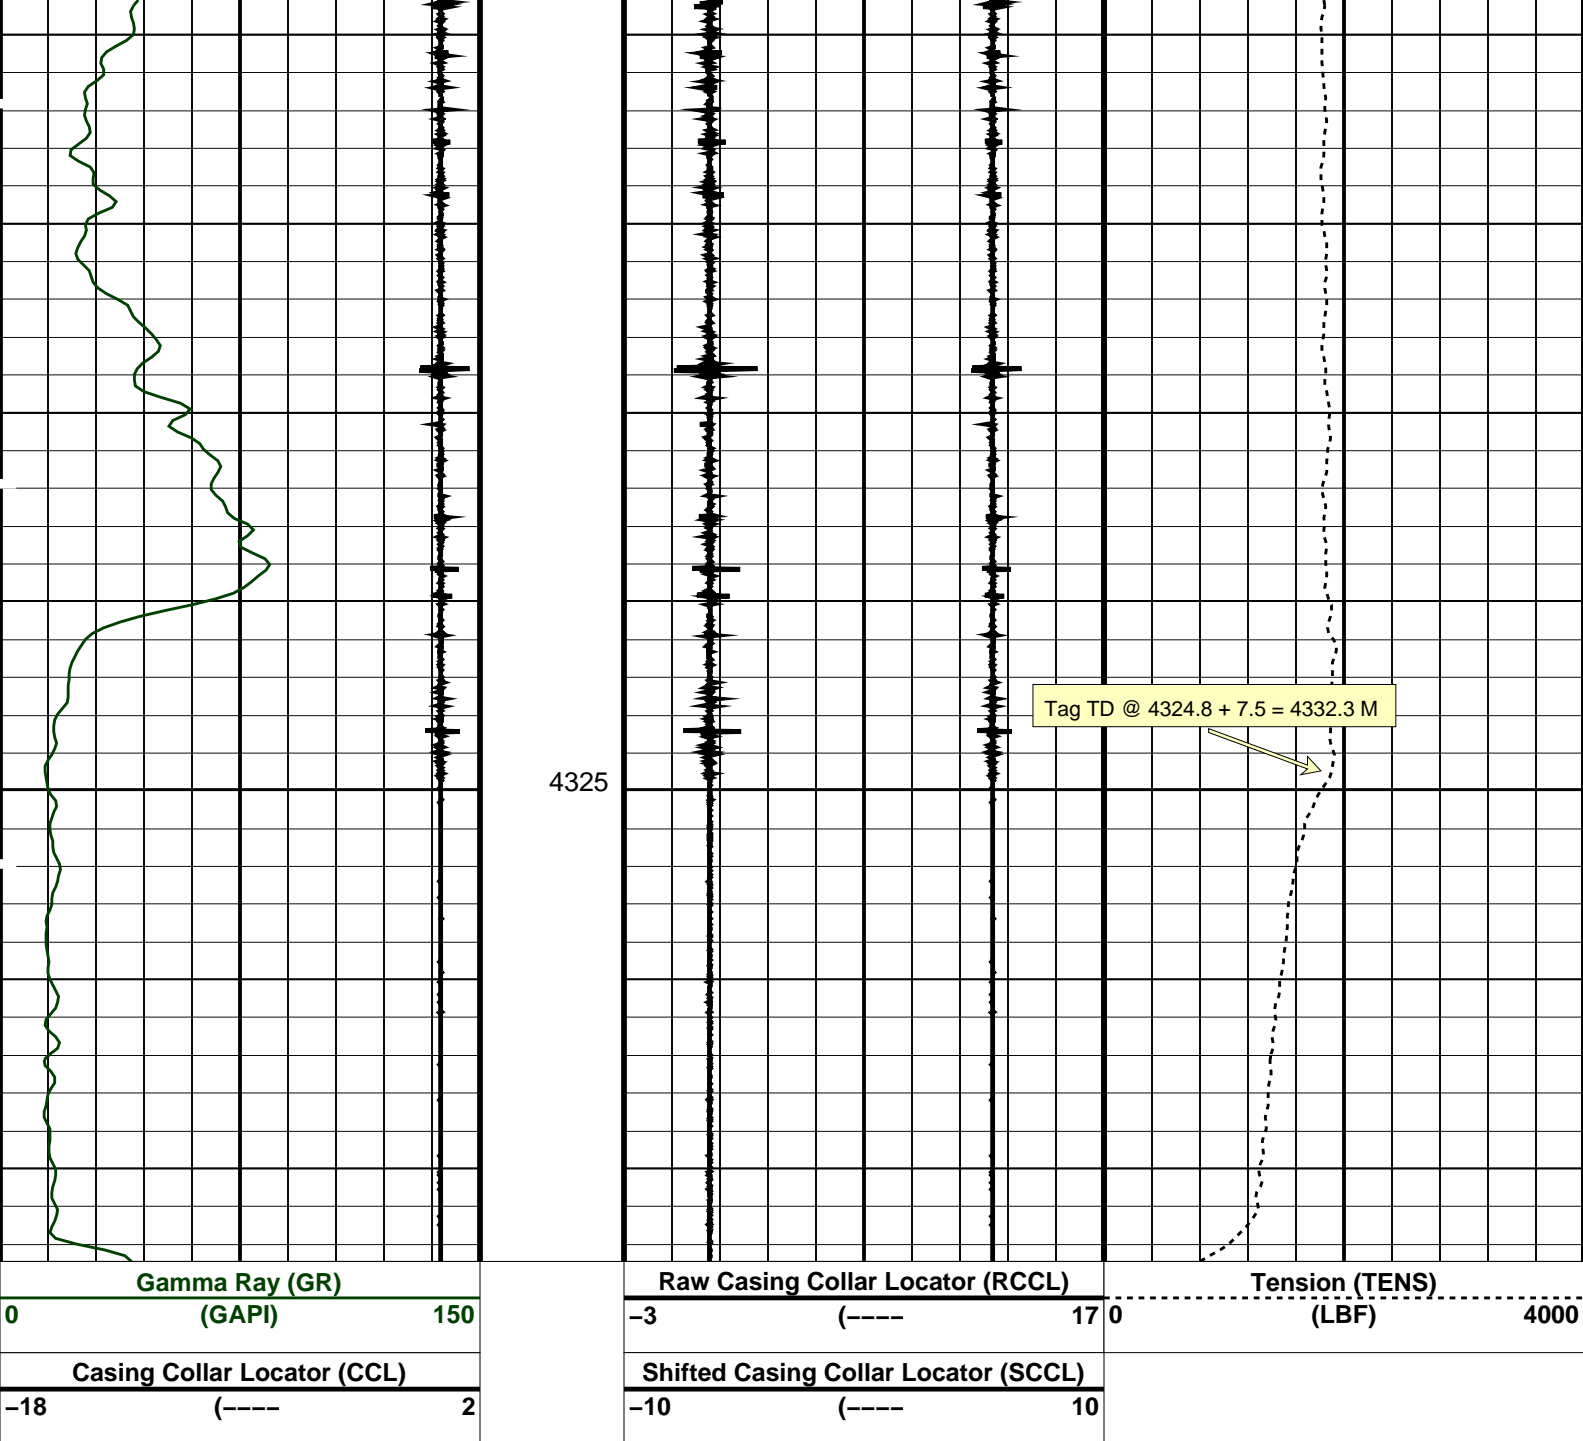 Tag TD @ 4324.8 + 7.5 = 4332.3 M
4325
Gamma Ray (GR)
0 (GAPI) 150
Casing Collar Locator (CCL)
−18 (−−−− 2
Raw Casing Collar Locator (RCCL)
−3 (−−−− 17
Shifted Casing Collar Locator (SCCL)
−10 (−−−− 10
Tension (TENS)
0 (LBF) 4000